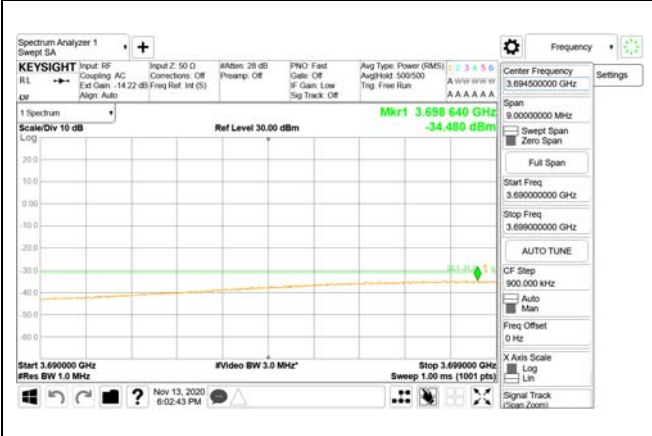 Spectrum Analyzer 1
Swept SA
Frequency
KEYSIGHT
RL
Input: RF
Coupling: AC
Ext Gain: -14.22 dB
Align: Auto
Input Z: 50 Ω
Corrections: Off
Freq Ref: Int (S)
#Atten: 28 dB
Preamp: Off
PNO: Fast
Gate: Off
IF Gain: Low
Sig Track: Off
Avg Type: Power (RMS)
Avg|Hold: 500/500
Trig: Free Run
1 2 3 4 5 6
A W W W W W
A A A A A A
1 Spectrum
Scale/Div 10 dB
Log
Ref Level 30.00 dBm
Mkr1 3.698 640 GHz
-34.480 dBm
20.0
10.0
0.00
-10.0
-20.0
-30.0
-40.0
-50.0
-60.0
1
Start 3.690000 GHz
#Res BW 1.0 MHz
#Video BW 3.0 MHz*
Stop 3.699000 GHz
Sweep 1.00 ms (1001 pts)
Nov 13, 2020
6:02:43 PM
Center Frequency
3.694500000 GHz
Settings
Span
9.00000000 MHz
Swept Span
Zero Span
Full Span
Start Freq
3.690000000 GHz
Stop Freq
3.699000000 GHz
AUTO TUNE
CF Step
900.000 kHz
Auto
Man
Freq Offset
0 Hz
X Axis Scale
Log
Lin
Signal Track
(Span Zoom)